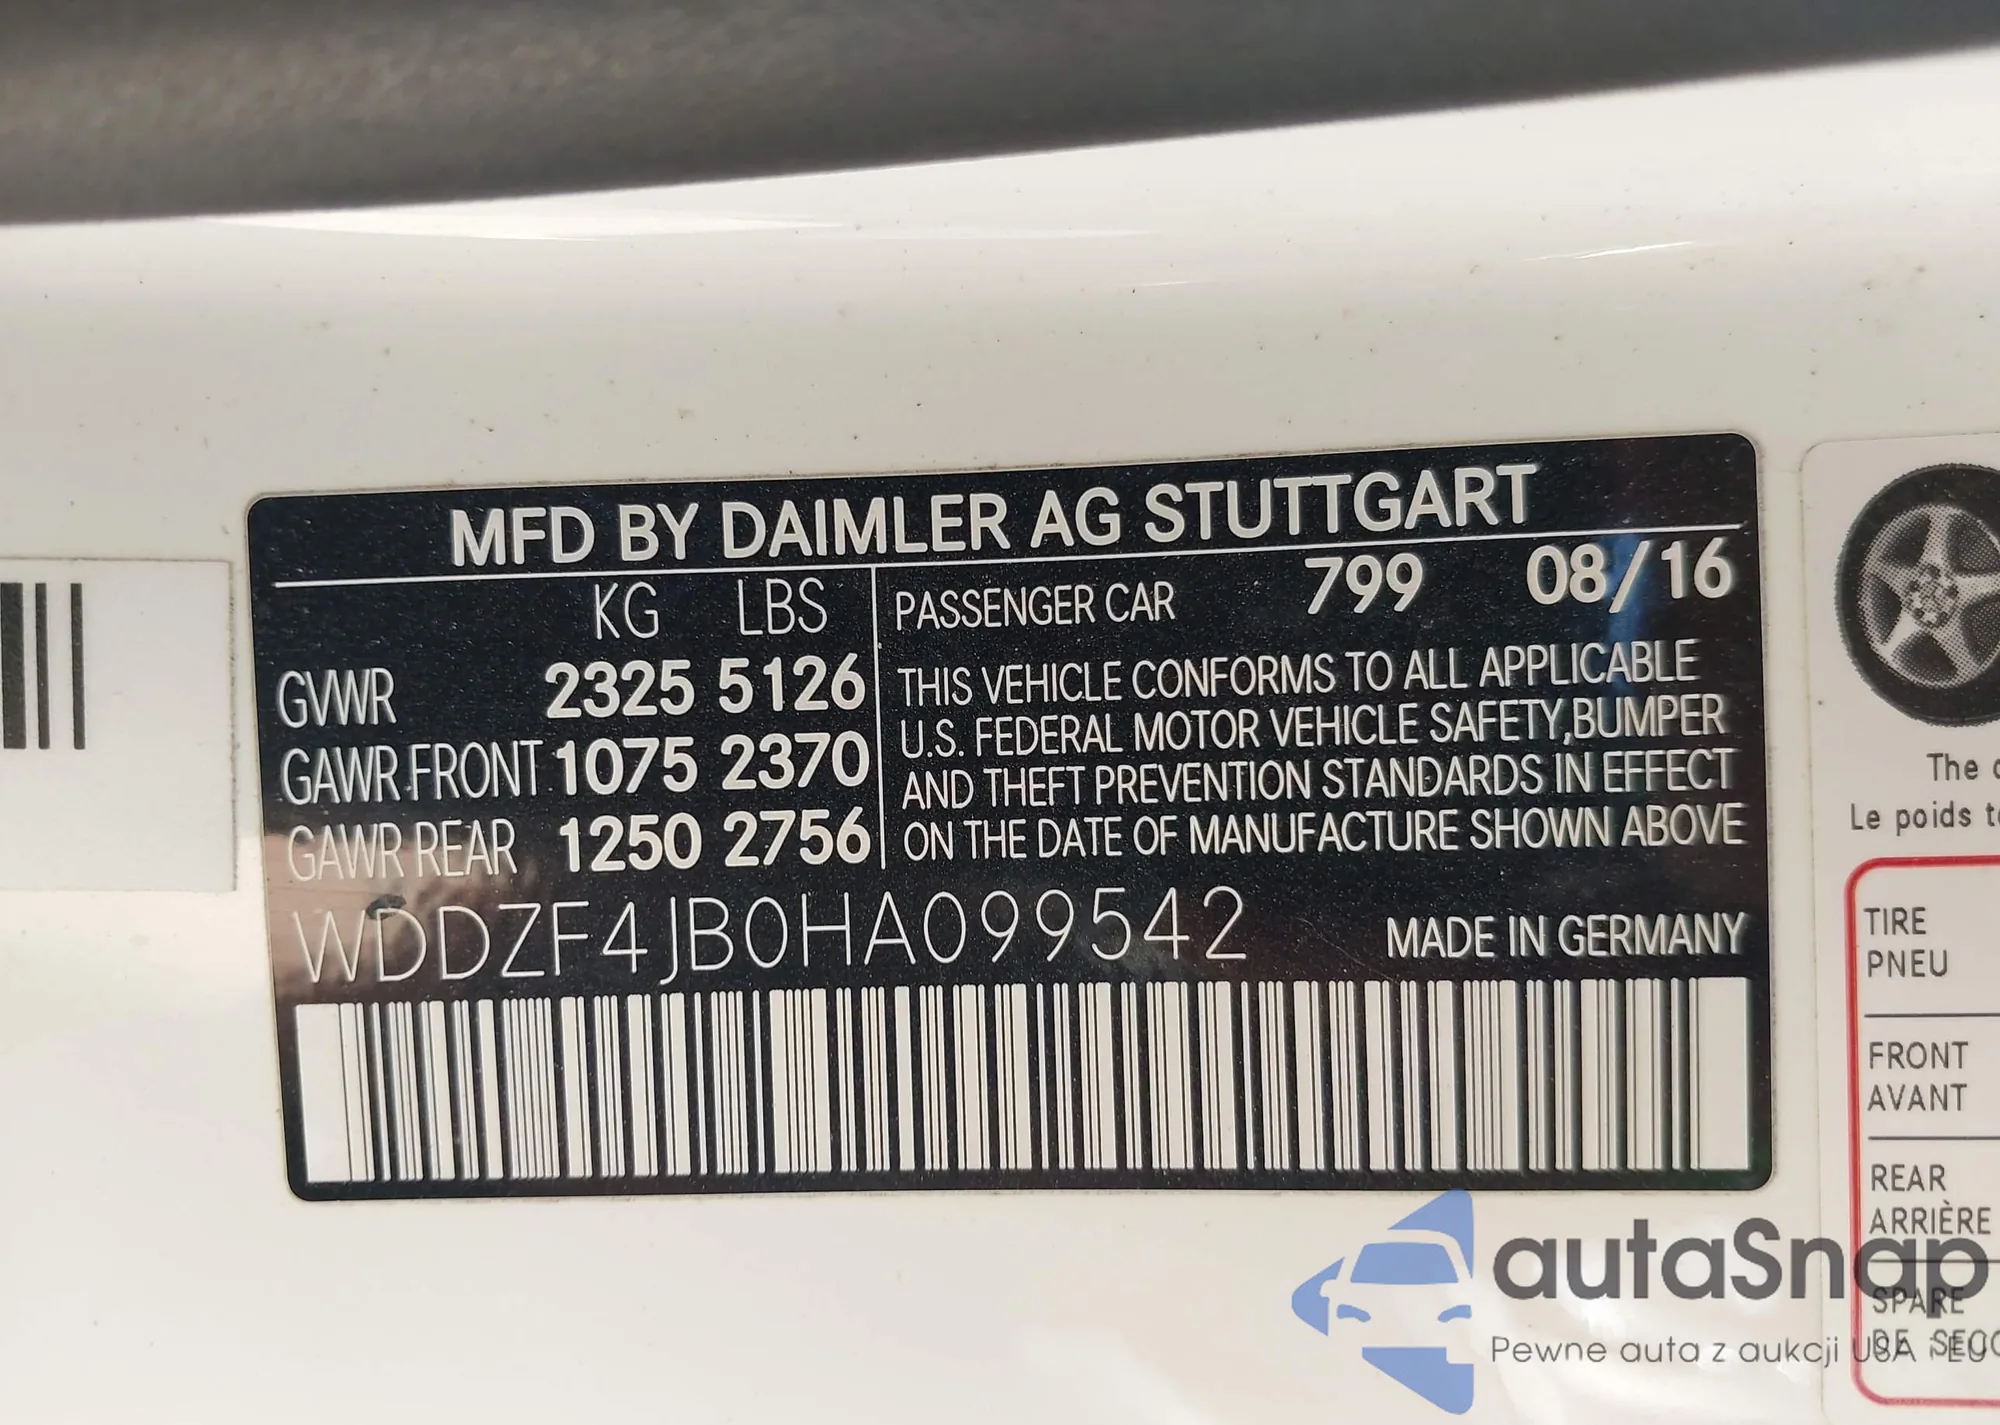 MFD BY DAIMLER AG STUTTGART
KG LBS
GVWR 2325 5126
GAWR FRONT 1075 2370
GAWR REAR 1250 2756
PASSENGER CAR 799 08/16
THIS VEHICLE CONFORMS TO ALL APPLICABLE
U.S. FEDERAL MOTOR VEHICLE SAFETY, BUMPER
AND THEFT PREVENTION STANDARDS IN EFFECT
ON THE DATE OF MANUFACTURE SHOWN ABOVE
WDDZF4JB0HA099542
MADE IN GERMANY
The
Le poids
TIRE
PNEU
FRONT
AVANT
REAR
ARRIÈRE
SPARE
DE
autaSnap
Pewne auta z aukcji USA i EU